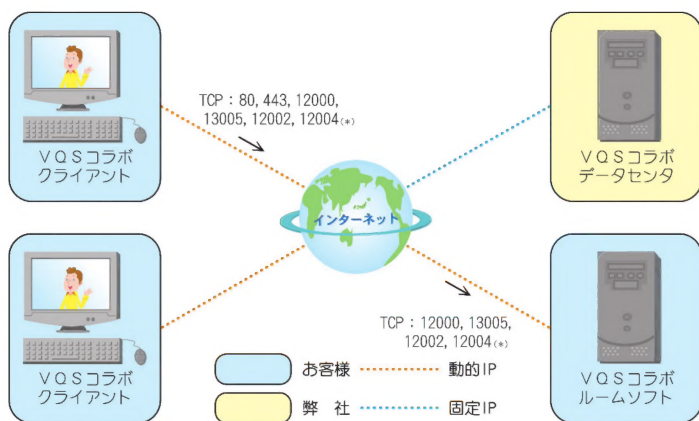 TCP : 80, 443, 12000,
13005, 12002, 12004(*)
VQSコラボ
クライアント
VQSコラボ
データセンタ
インターネット
VQSコラボ
クライアント
TCP : 12000, 13005,
12002, 12004(*)
VQSコラボ
ルームソフト
お客様 動的IP
弊 社 固定IP